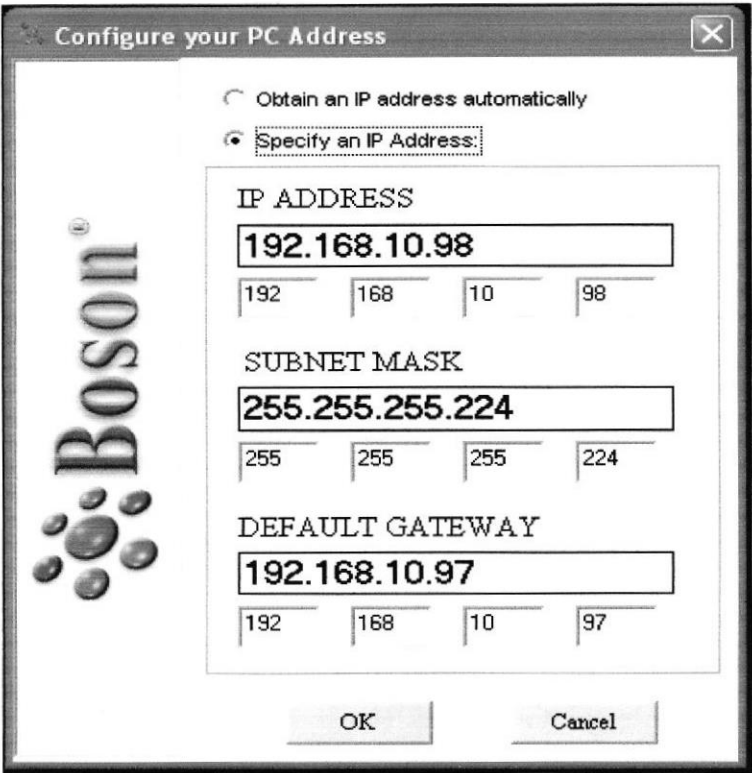 Configure your PC Address
Obtain an IP address automatically
Specify an IP Address:
IP ADDRESS
192.168.10.98
192 168 10 98
SUBNET MASK
255.255.255.224
255 255 255 224
DEFAULT GATEWAY
192.168.10.97
192 168 10 97
OK Cancel
Boson